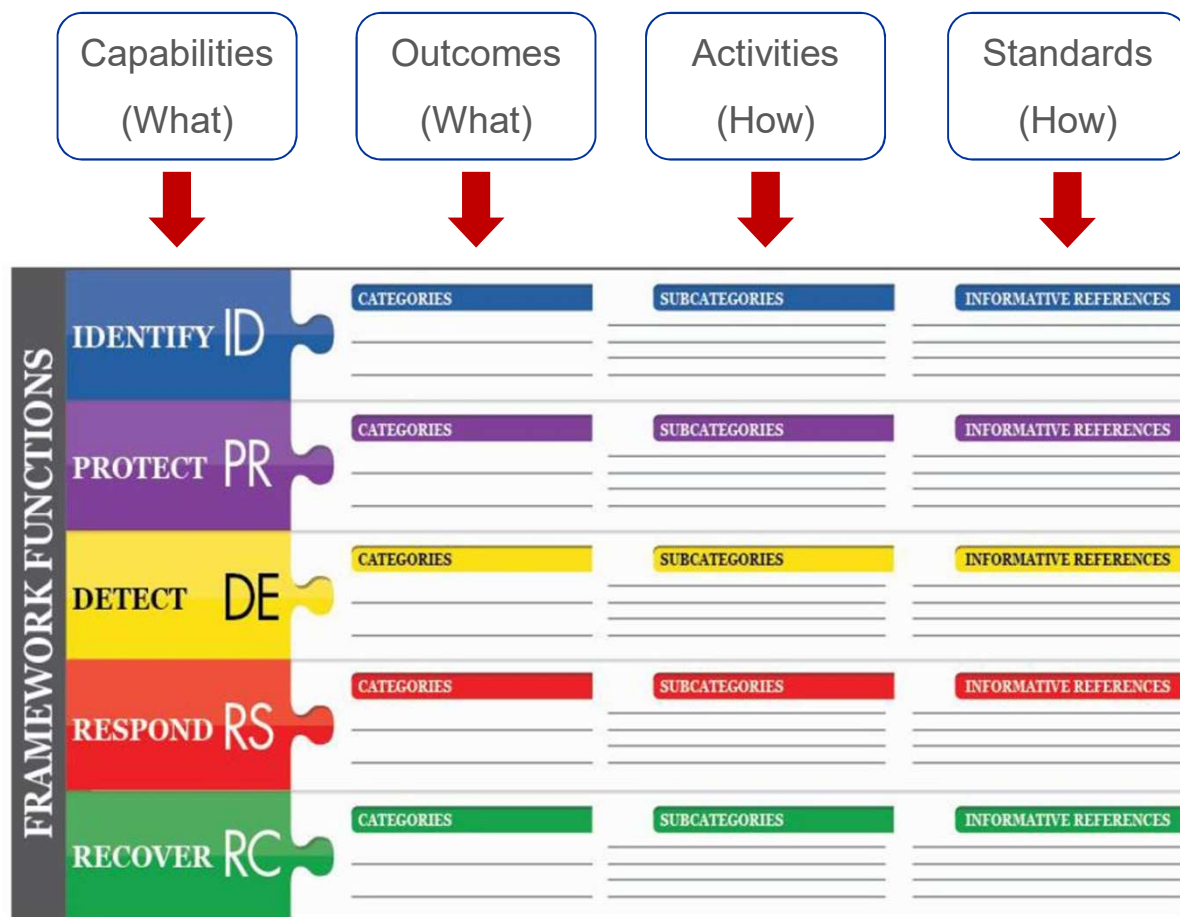 Capabilities
(What)
Outcomes
(What)
Activities
(How)
Standards
(How)
FRAMEWORK FUNCTIONS
IDENTIFY ID
CATEGORIES
SUBCATEGORIES
INFORMATIVE REFERENCES
PROTECT PR
CATEGORIES
SUBCATEGORIES
INFORMATIVE REFERENCES
DETECT DE
CATEGORIES
SUBCATEGORIES
INFORMATIVE REFERENCES
RESPOND RS
CATEGORIES
SUBCATEGORIES
INFORMATIVE REFERENCES
RECOVER RC
CATEGORIES
SUBCATEGORIES
INFORMATIVE REFERENCES